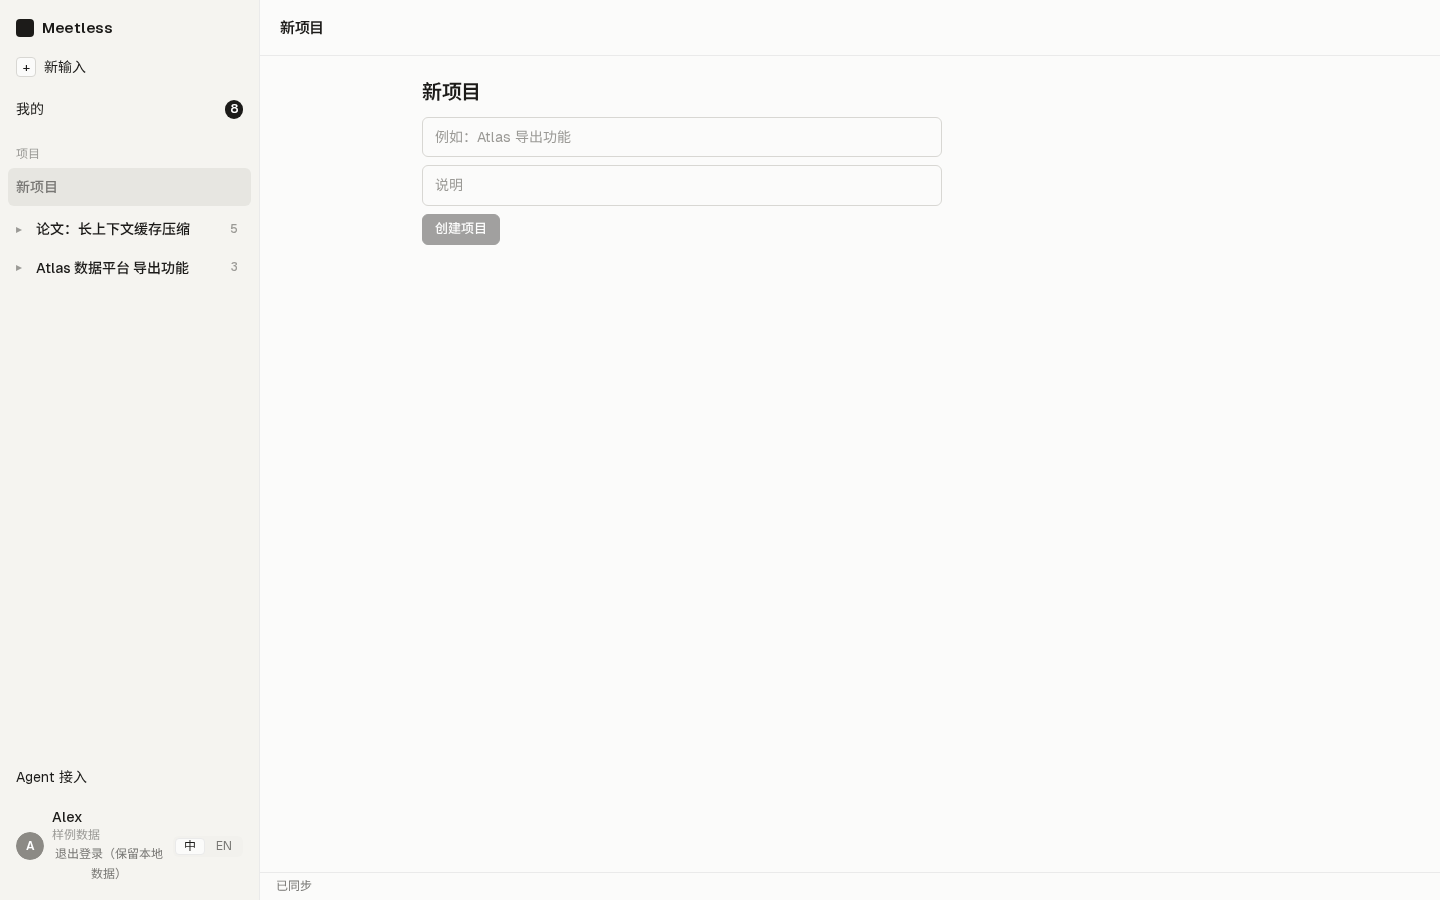 Meetless
+ 新输入
我的 8
项目
新项目
▸ 论文：长上下文缓存压缩 5
▸ Atlas 数据平台 导出功能 3
Agent 接入
Alex
样例数据
A
退出登录（保留本地
数据）
中 EN
新项目
新项目
例如：Atlas 导出功能
说明
创建项目
已同步